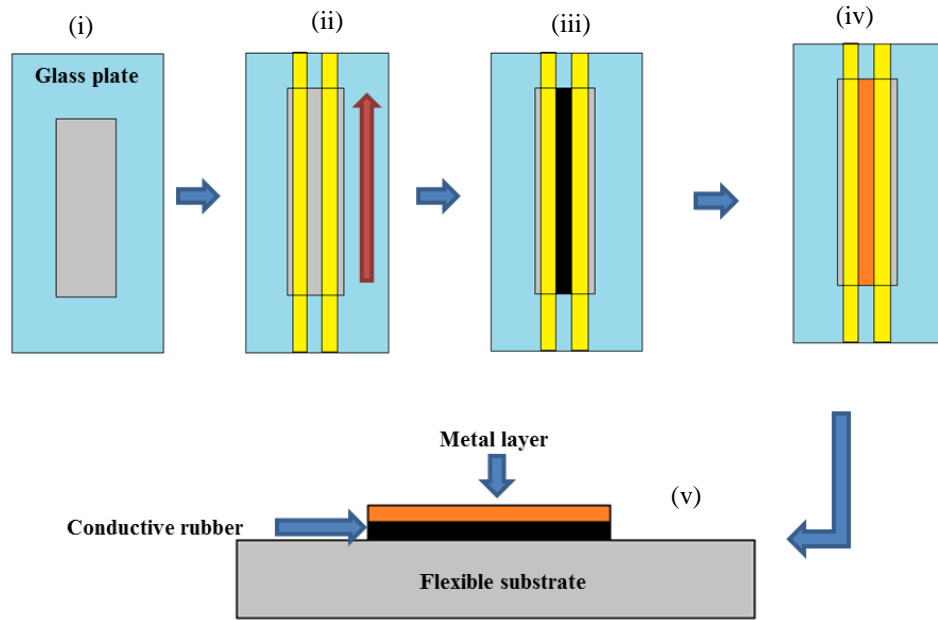 (i)
(ii)
(iii)
(iv)
Glass plate
Metal layer
(v)
Conductive rubber
Flexible substrate